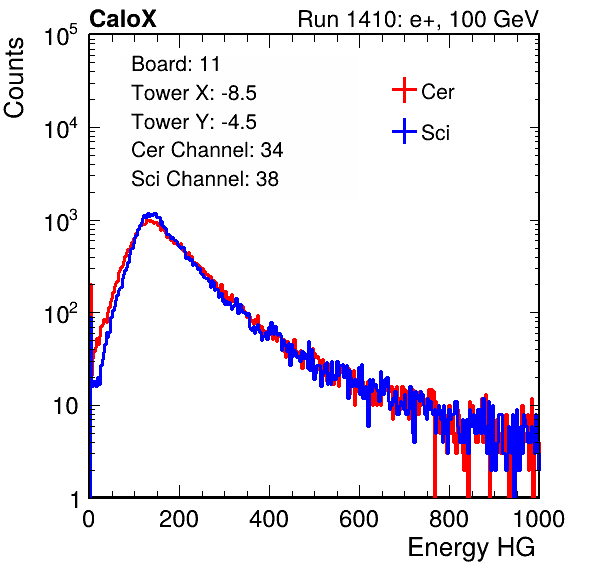 CaloX Run 1410: e+, 100 GeV
Counts
Board: 11
Tower X: -8.5
Tower Y: -4.5
Cer Channel: 34
Sci Channel: 38
Cer
Sci
10^5
10^4
10^3
10^2
10
1
0 200 400 600 800 1000
Energy HG